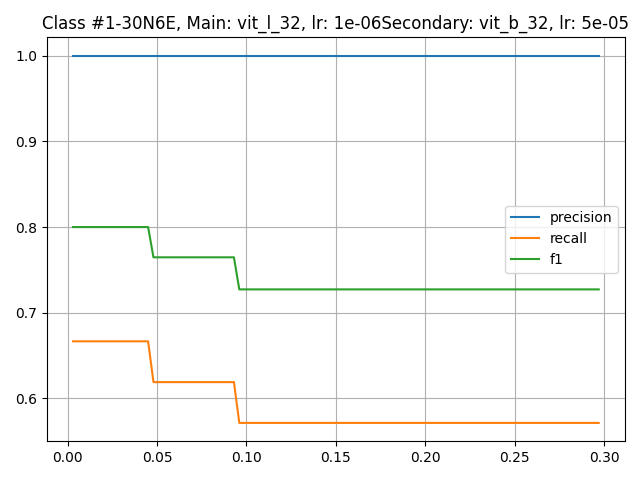 Class #1-30N6E, Main: vit_l_32, lr: 1e-06Secondary: vit_b_32, lr: 5e-05
1.0
0.9
0.8
0.7
0.6
precision
recall
f1
0.00 0.05 0.10 0.15 0.20 0.25 0.30